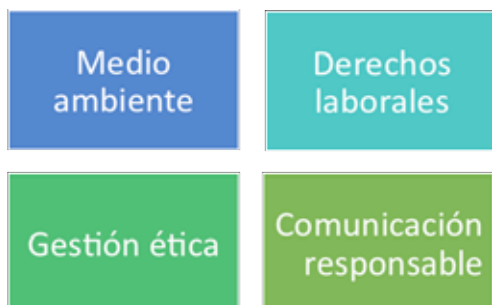 Medio
ambiente
Derechos
laborales
Gestión ética
Comunicación
responsable